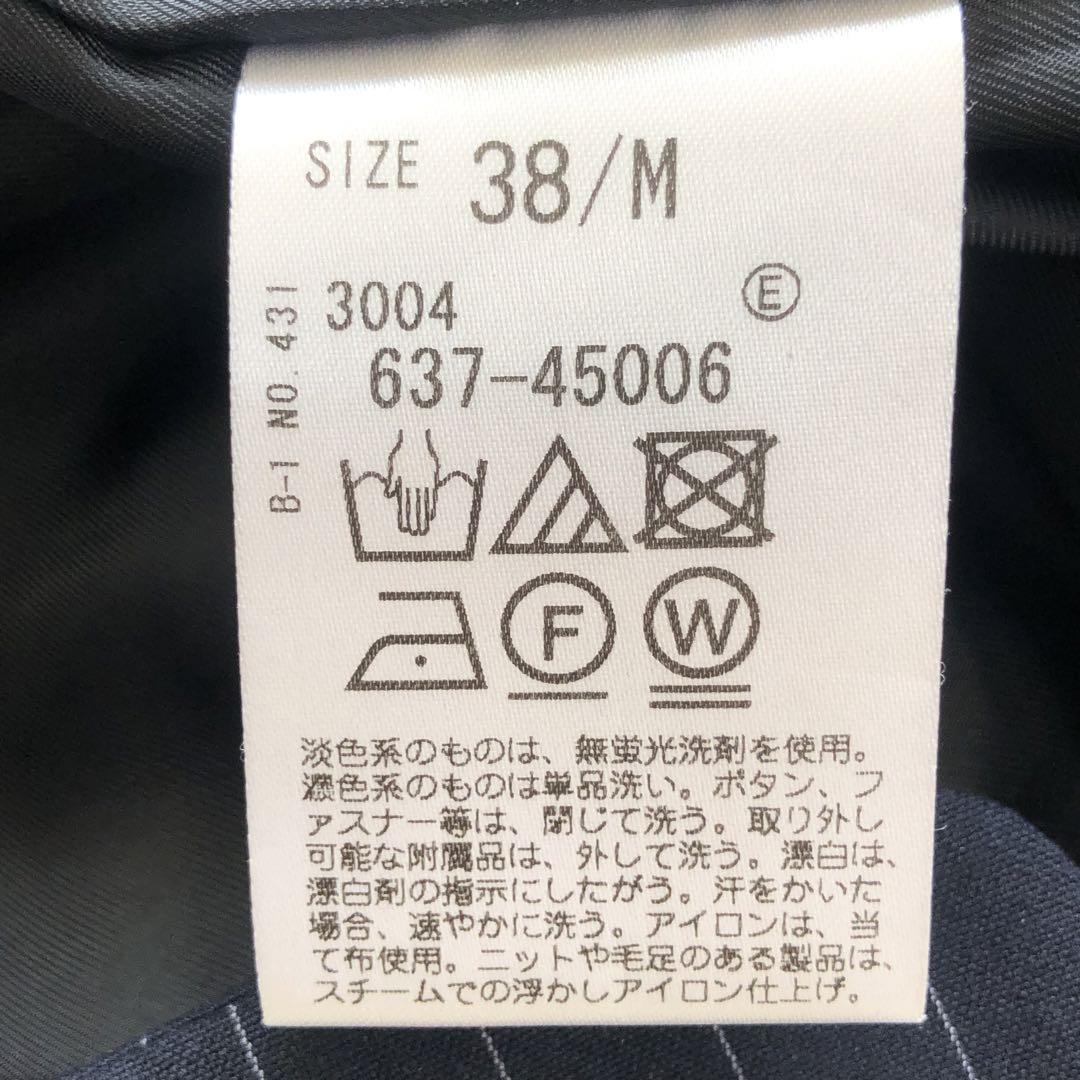 SIZE 38/M
3004
Ⓔ
637-45006
B-1 NO.431
F
W
淡色系のものは、無蛍光洗剤を使用。
濃色系のものは単品洗い。ボタン、フ
ァスナー等は、閉じて洗う。取り外し
可能な附属品は、外して洗う。漂白は、
漂白剤の指示にしたがう。汗をかいた
場合、速やかに洗う。アイロンは、当
て布使用。ニットや毛足のある製品は、
スチームでの浮かしアイロン仕上げ。